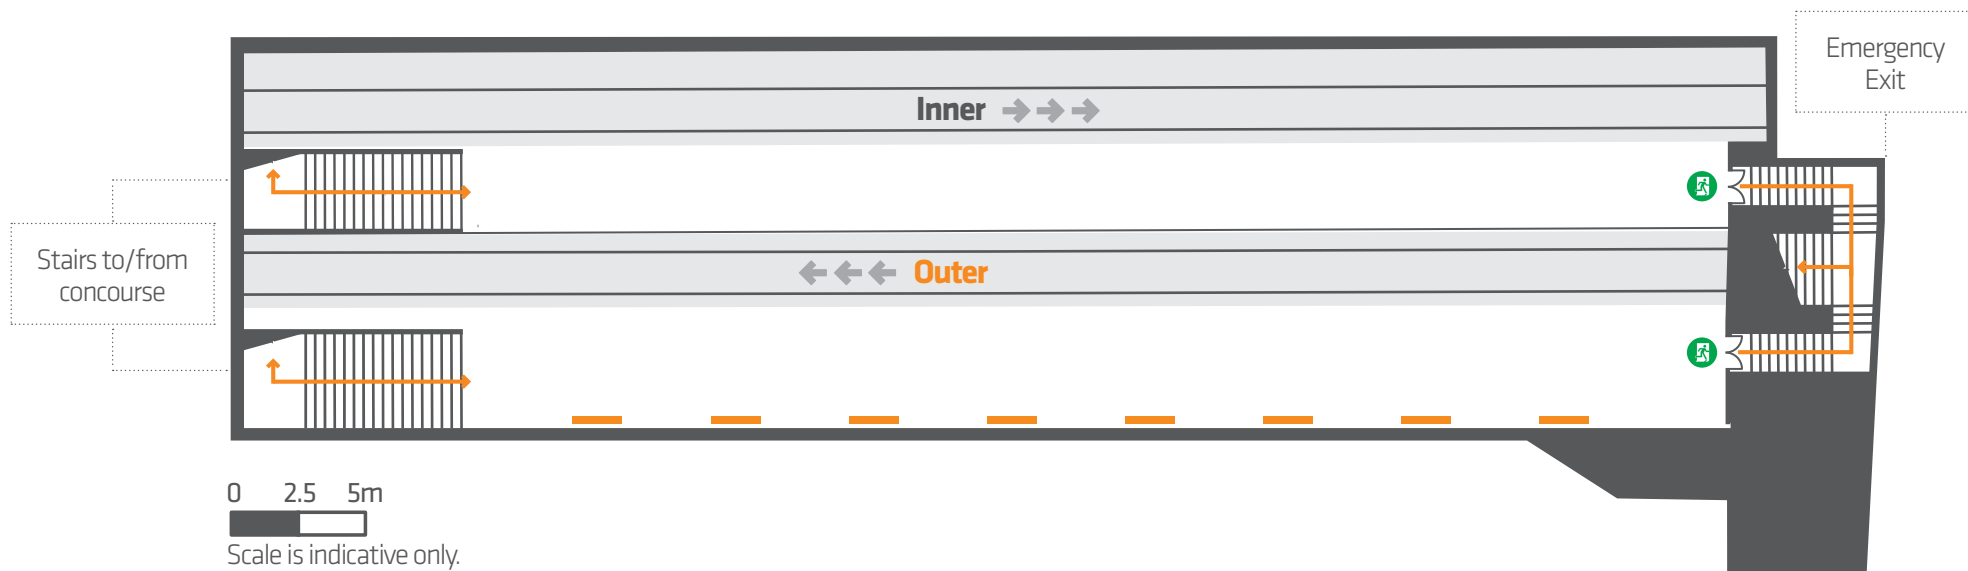 Emergency
Exit
Inner
Stairs to/from
concourse
Outer
0 2.5 5m
Scale is indicative only.